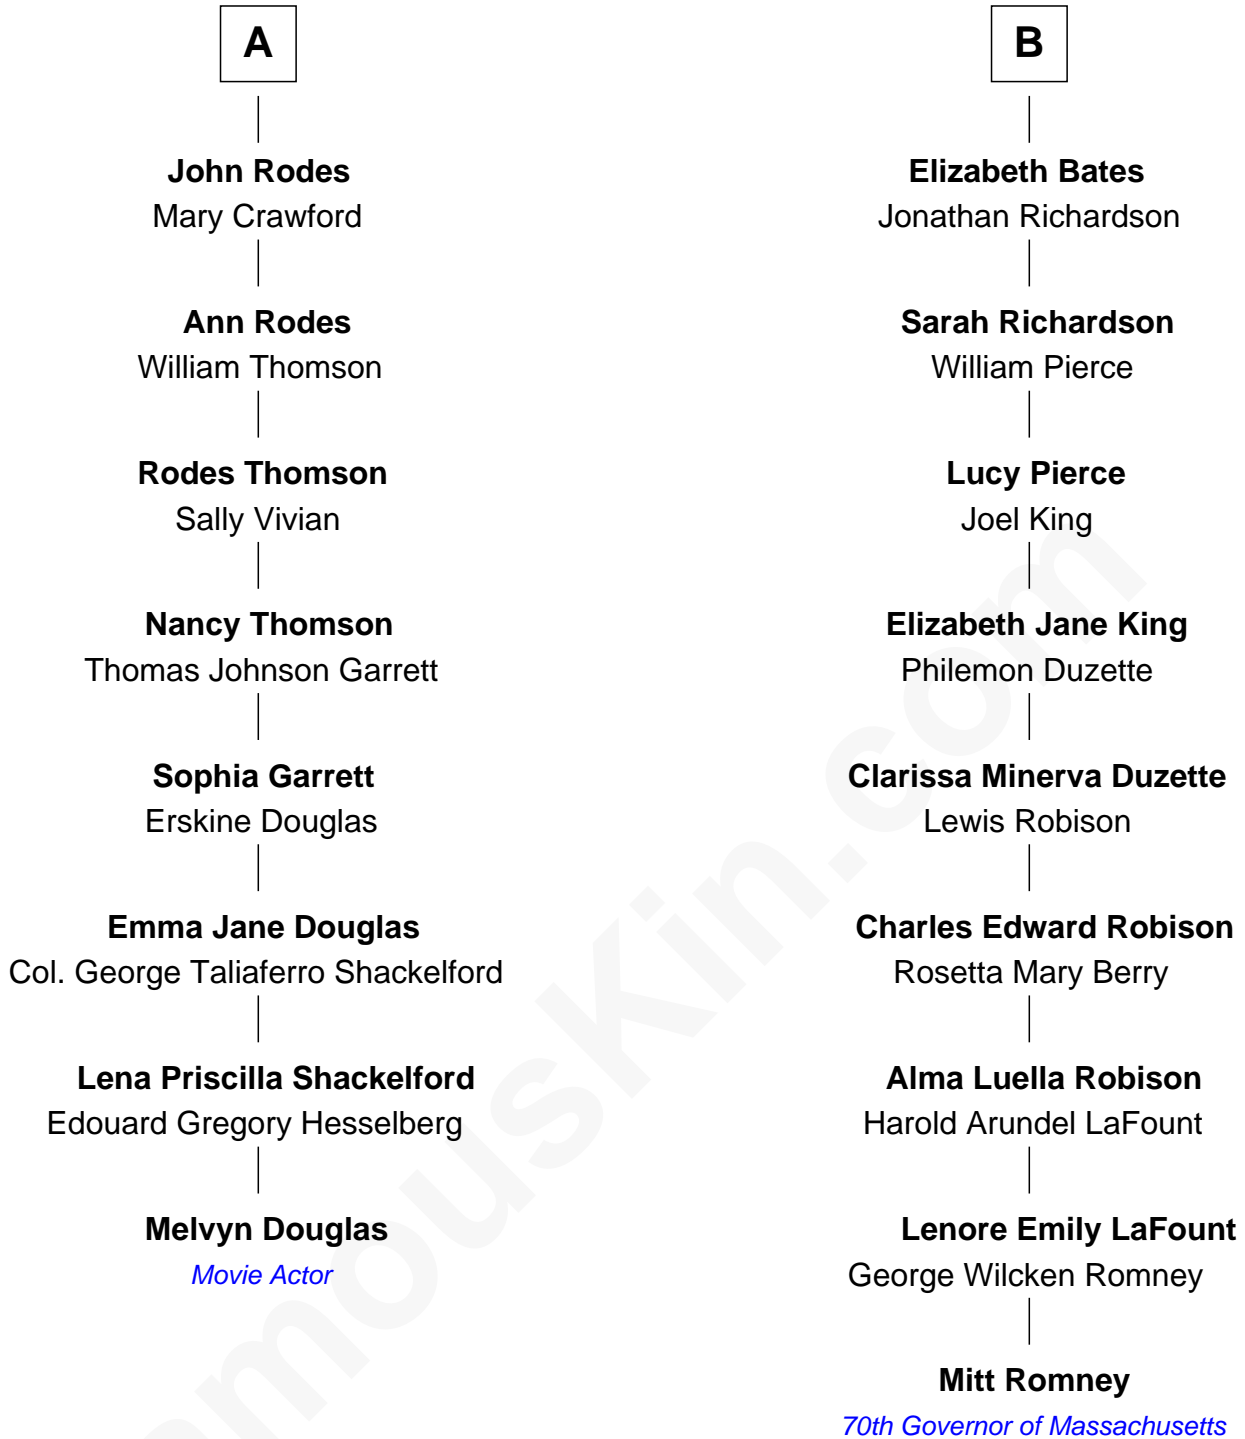 A
John Rodes
Mary Crawford
Ann Rodes
William Thomson
Rodes Thomson
Sally Vivian
Nancy Thomson
Thomas Johnson Garrett
Sophia Garrett
Erskine Douglas
Emma Jane Douglas
Col. George Taliaferro Shackelford
Lena Priscilla Shackelford
Edouard Gregory Hesselberg
Melvyn Douglas
Movie Actor
B
Elizabeth Bates
Jonathan Richardson
Sarah Richardson
William Pierce
Lucy Pierce
Joel King
Elizabeth Jane King
Philemon Duzette
Clarissa Minerva Duzette
Lewis Robison
Charles Edward Robison
Rosetta Mary Berry
Alma Luella Robison
Harold Arundel LaFount
Lenore Emily LaFount
George Wilcken Romney
Mitt Romney
70th Governor of Massachusetts
amousKin.com